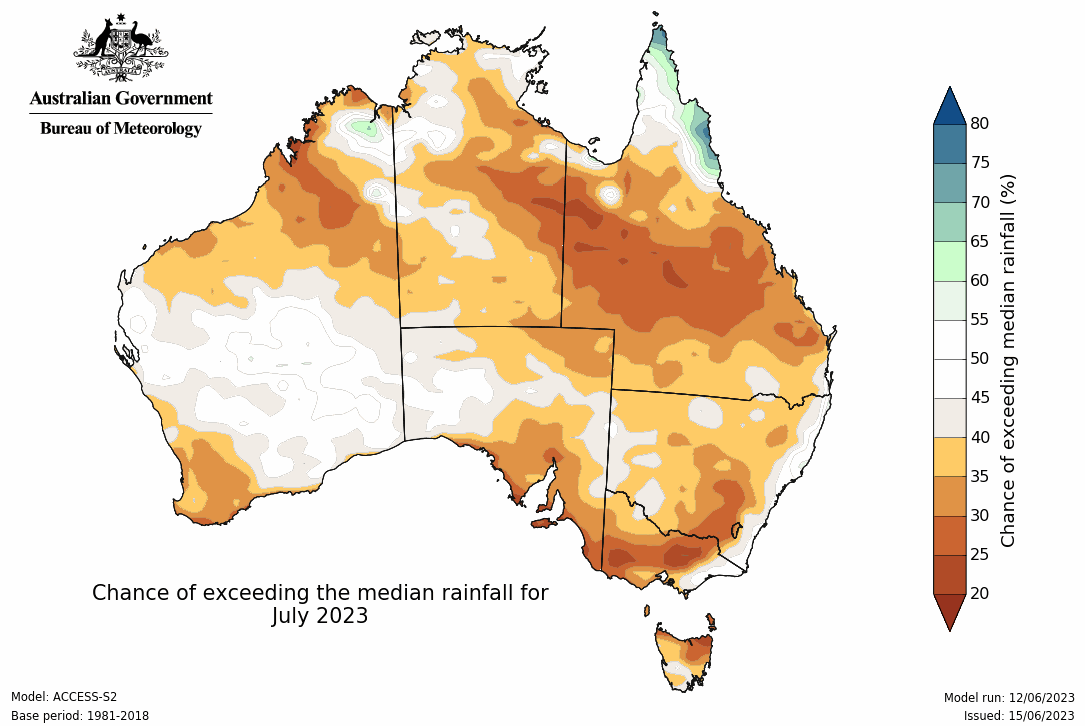 Australian Government
Bureau of Meteorology
80
75
70
65
60
55
50
45
40
35
30
25
20
Chance of exceeding median rainfall (%)
Chance of exceeding the median rainfall for
July 2023
Model: ACCESS-S2
Base period: 1981-2018
Model run: 12/06/2023
Issued: 15/06/2023